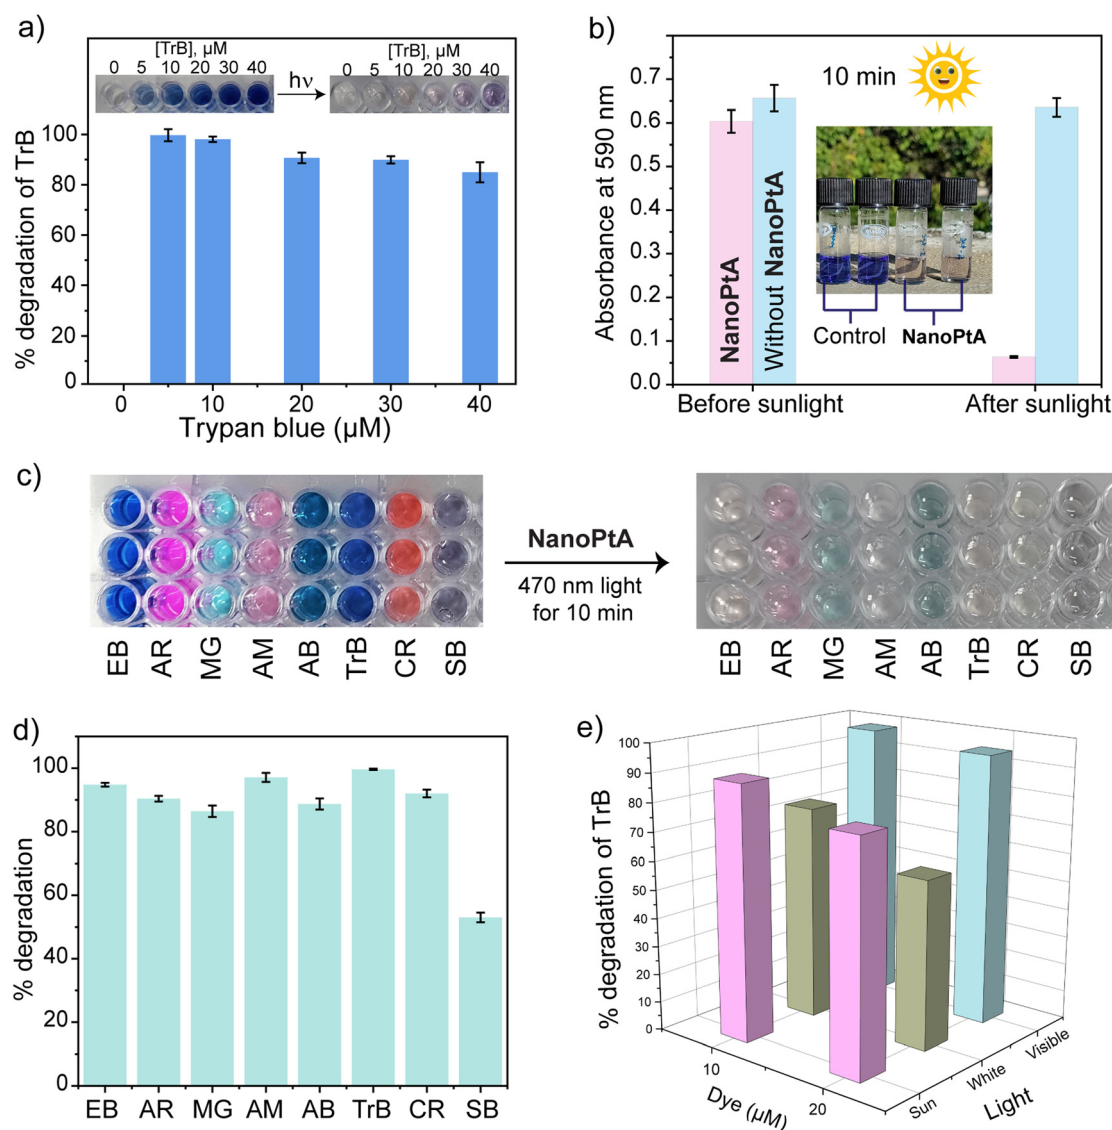 a)
[TrB], µM
0 5 10 20 30 40
hν
[TrB], µM
0 5 10 20 30 40
% degradation of TrB
100
80
60
40
20
0
0 10 20 30 40
Trypan blue (µM)
b)
Absorbance at 590 nm
0.7
0.6
0.5
0.4
0.3
0.2
0.1
0.0
10 min
NanoPtA
Without NanoPtA
Control
NanoPtA
Before sunlight
After sunlight
c)
NanoPtA
470 nm light
for 10 min
EB AR MG AM AB TrB CR SB
EB AR MG AM AB TrB CR SB
d)
% degradation
100
80
60
40
20
0
EB AR MG AM AB TrB CR SB
e)
% degradation of TrB
100
90
80
70
60
50
40
30
20
10
0
10
20
Dye (µM)
Sun
White
Visible
Light